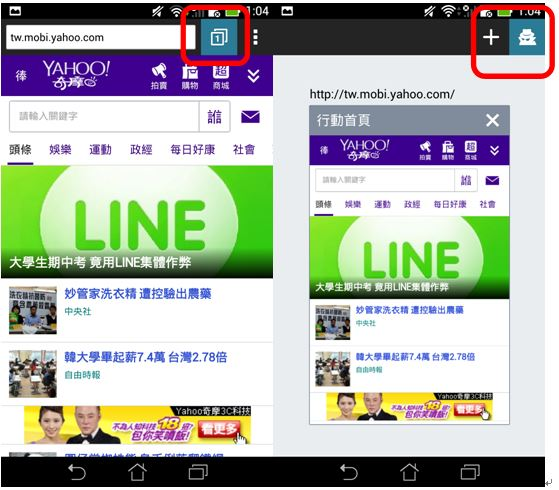 1:04
tw.mobi.yahoo.com
1
YAHOO!
奇摩
拍賣
購物
超
商城
請輸入關鍵字
頭條 娛樂 運動 政經 每日好康 社會
LINE
大學生期中考 竟用LINE集體作弊
妙管家洗衣精 遭控驗出農藥
中央社
韓大學畢起薪7.4萬 台灣2.78倍
自由時報
Yahoo奇摩3C科技
不為人知科技18招
包你笑噴飯!
看更多
1:04
http://tw.mobi.yahoo.com/
行動首頁
YAHOO!
奇摩
拍賣
購物
超
商城
請輸入關鍵字
頭條 娛樂 運動 政經 每日好康 社會
LINE
大學生期中考 竟用LINE集體作弊
妙管家洗衣精 遭控驗出農藥
中央社
韓大學畢起薪7.4萬 台灣2.78倍
自由時報
Yahoo奇摩3C科技
不為人知科技18招
包你笑噴飯!
看更多